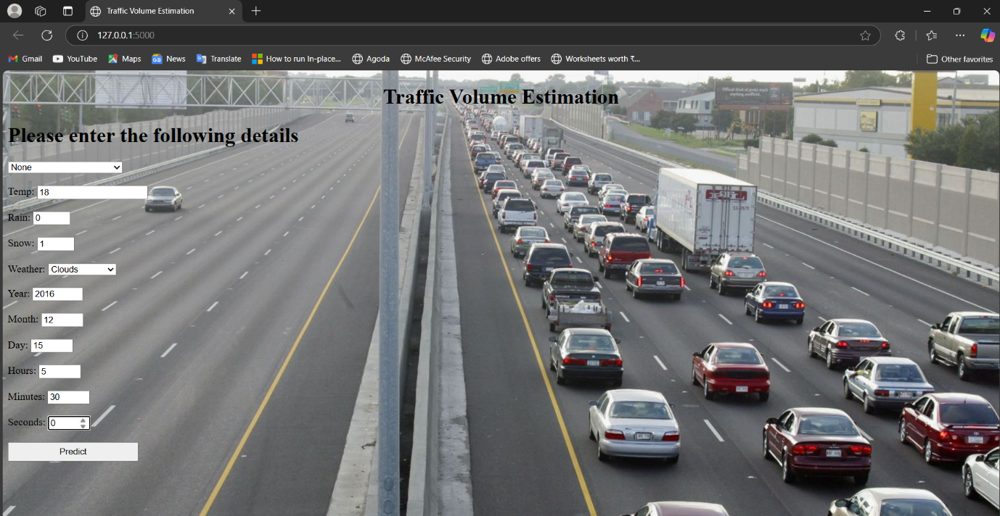 Traffic Volume Estimation
127.0.0.1:5000
Gmail YouTube Maps News Translate How to run In-place... Agoda McAfee Security Adobe offers Worksheets worth ₹... Other favorites
Traffic Volume Estimation
Please enter the following details
None
Temp: 18
Rain: 0
Snow: 1
Weather: Clouds
Year: 2016
Month: 12
Day: 15
Hours: 5
Minutes: 30
Seconds: 0
Predict